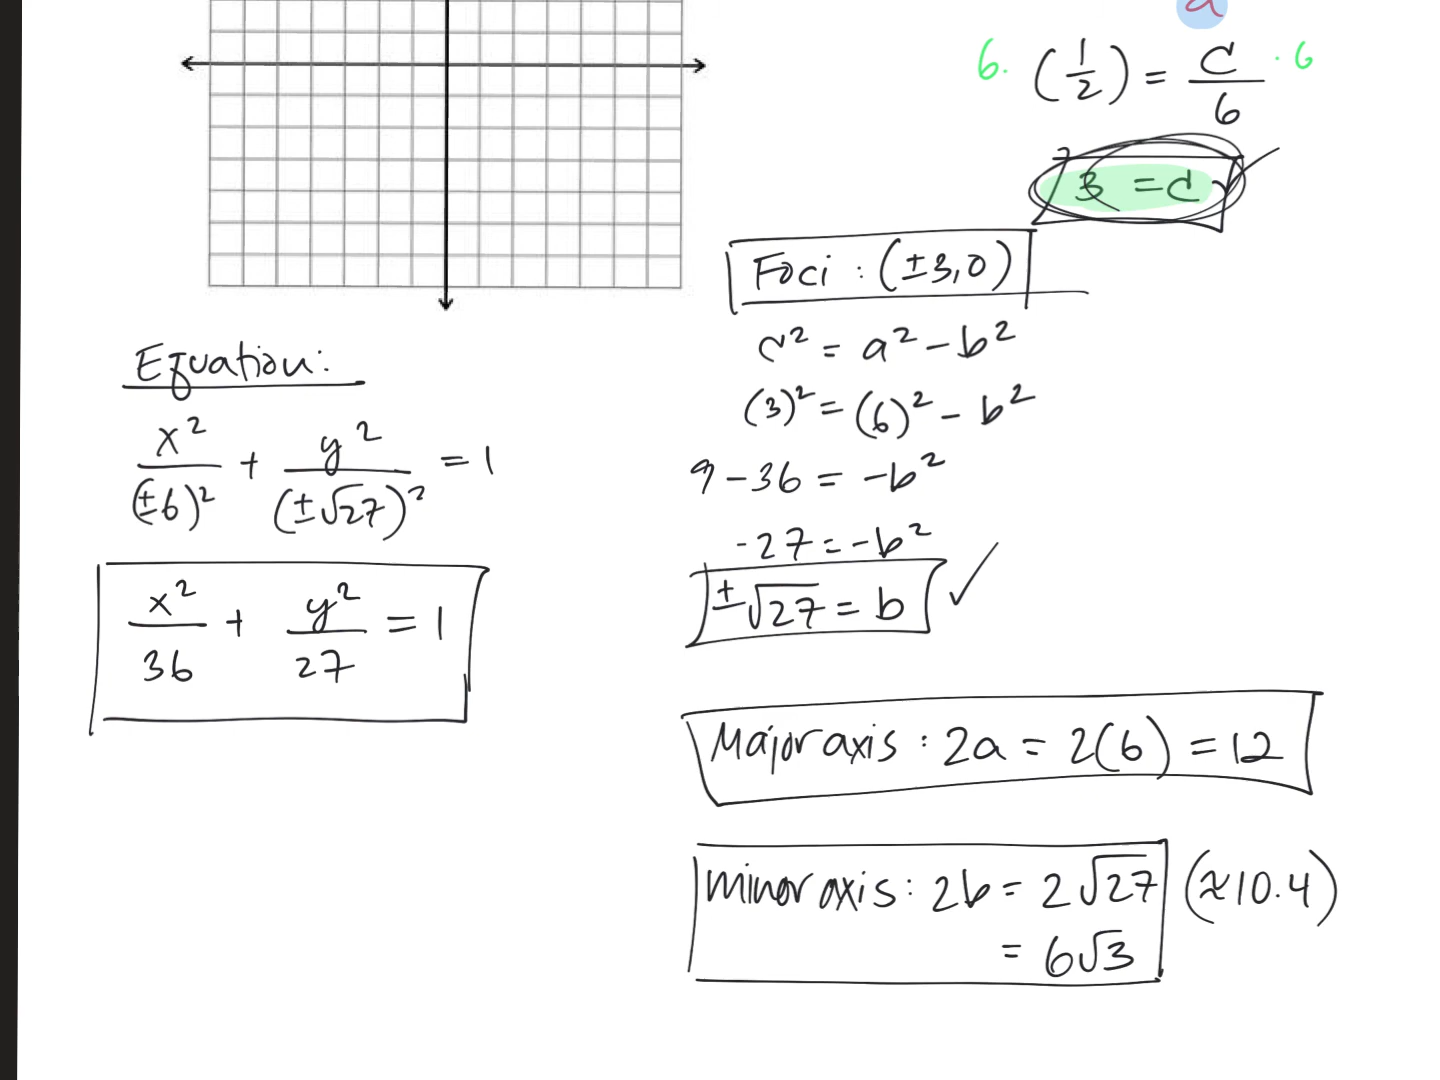 a
6. (1/2) = c/6 · 6
3 = c
Foci : (±3,0)
c² = a² - b²
(3)² = (6)² - b²
9 - 36 = -b²
-27 = -b²
±√27 = b
Equation:
x²/(±6)² + y²/(±√27)² = 1
x²/36 + y²/27 = 1
Major axis : 2a = 2(6) = 12
minor axis : 2b = 2√27 (≈10.4)
= 6√3